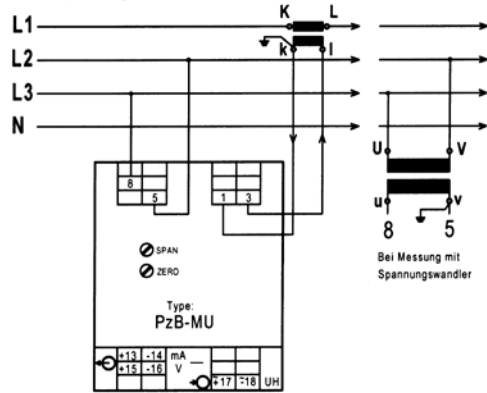 K L
L1
k l
L2
L3
N
U V
8
5 1 3
u v
8 5
SPAN
Bei Messung mit
Spannungswandler
ZERO
Type:
PzB-MU
+13 -14 mA
+15 -16 V
+17 -18 UH